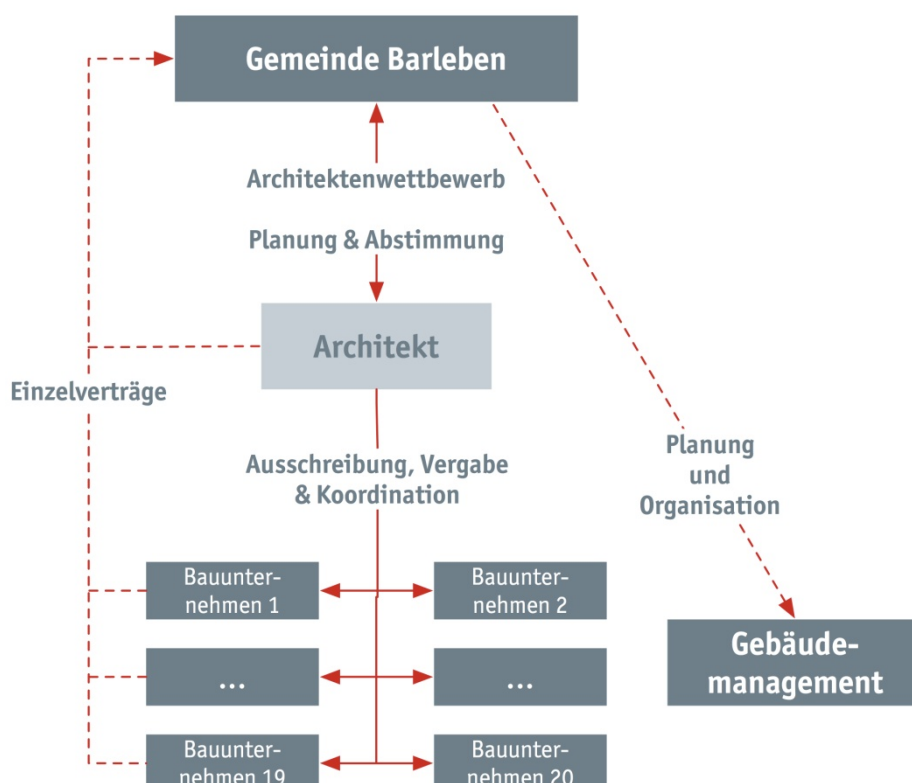 Gemeinde Barleben
Architektenwettbewerb
Planung & Abstimmung
Architekt
Einzelverträge
Ausschreibung, Vergabe
& Koordination
Planung
und
Organisation
Bauunter-
nehmen 1
Bauunter-
nehmen 2
...
...
Gebäude-
management
Bauunter-
nehmen 19
Bauunter-
nehmen 20